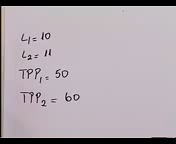 L₁ = 10
L₂ = 11
TPP₁ = 50
TPP₂ = 60